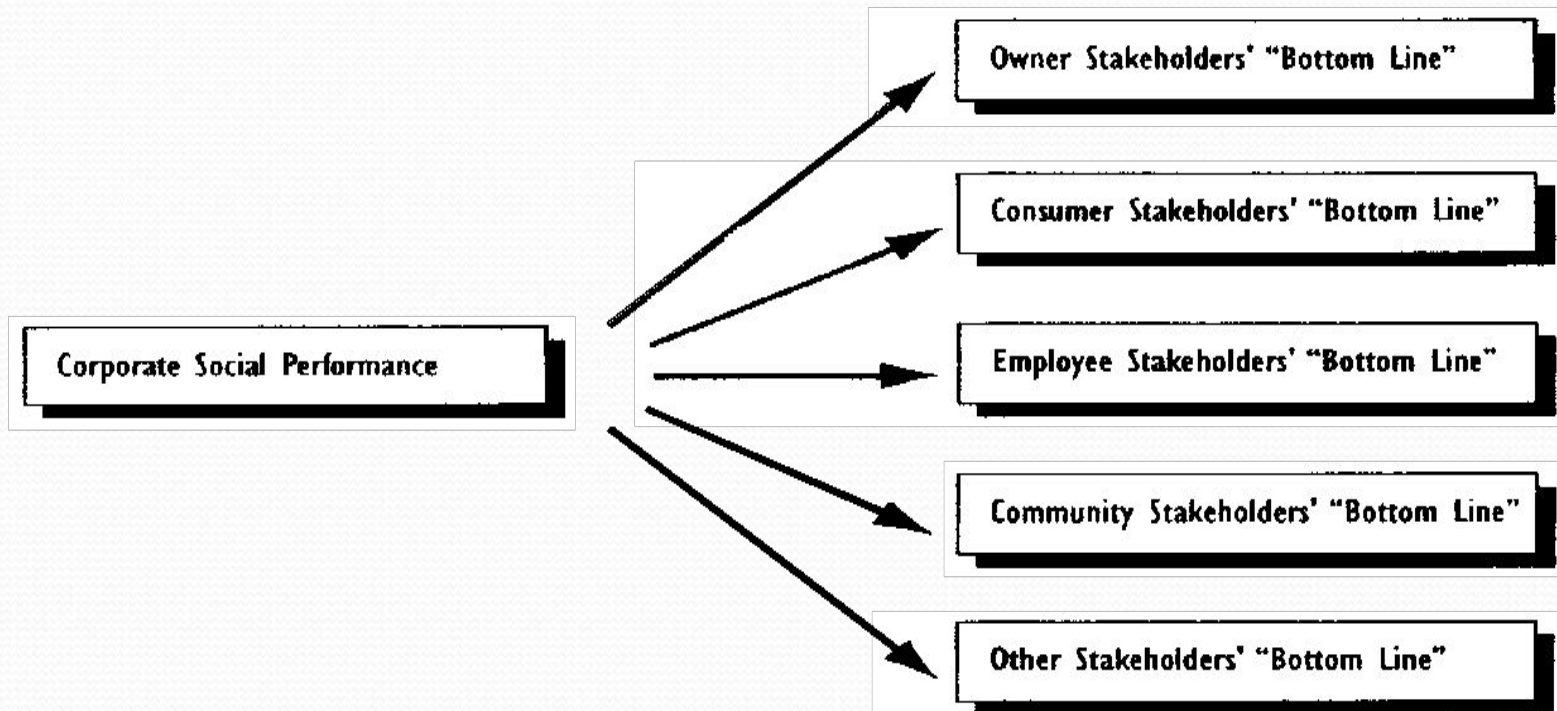 Owner Stakeholders' “Bottom Line”
Consumer Stakeholders' “Bottom Line”
Corporate Social Performance
Employee Stakeholders' “Bottom Line”
Community Stakeholders' “Bottom Line”
Other Stakeholders' “Bottom Line”